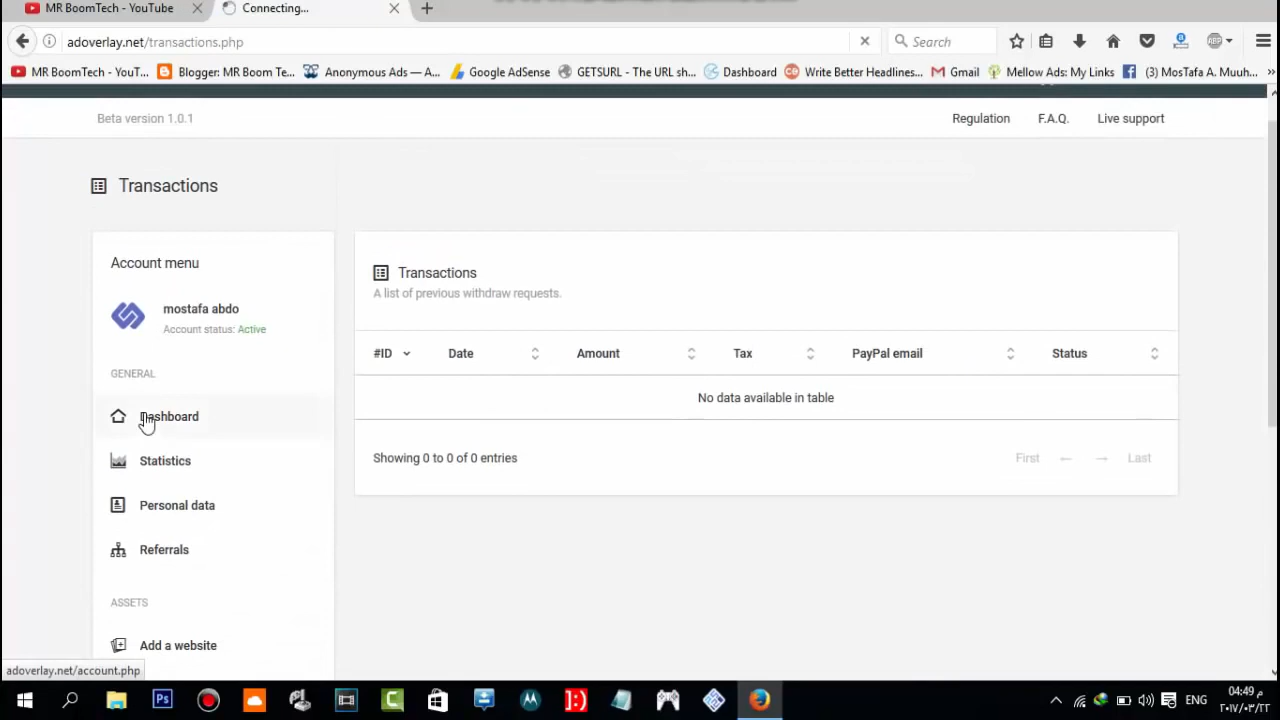 MR BoomTech - YouTube
Connecting...
adoverlay.net/transactions.php
Search
MR BoomTech - YouT...
Blogger: MR Boom Te...
Anonymous Ads — A...
Google AdSense
GETSURL - The URL sh...
Dashboard
Write Better Headlines...
Gmail
Mellow Ads: My Links
(3) MosTafa A. Muuh...
Beta version 1.0.1
Regulation
F.A.Q.
Live support
Transactions
Account menu
mostafa abdo
Account status: Active
GENERAL
Dashboard
Statistics
Personal data
Referrals
ASSETS
Add a website
Transactions
A list of previous withdraw requests.
#ID
Date
Amount
Tax
PayPal email
Status
No data available in table
Showing 0 to 0 of 0 entries
First
←
→
Last
adoverlay.net/account.php
ENG
04:49 م
٢٠١٧/٠٣/٢٢